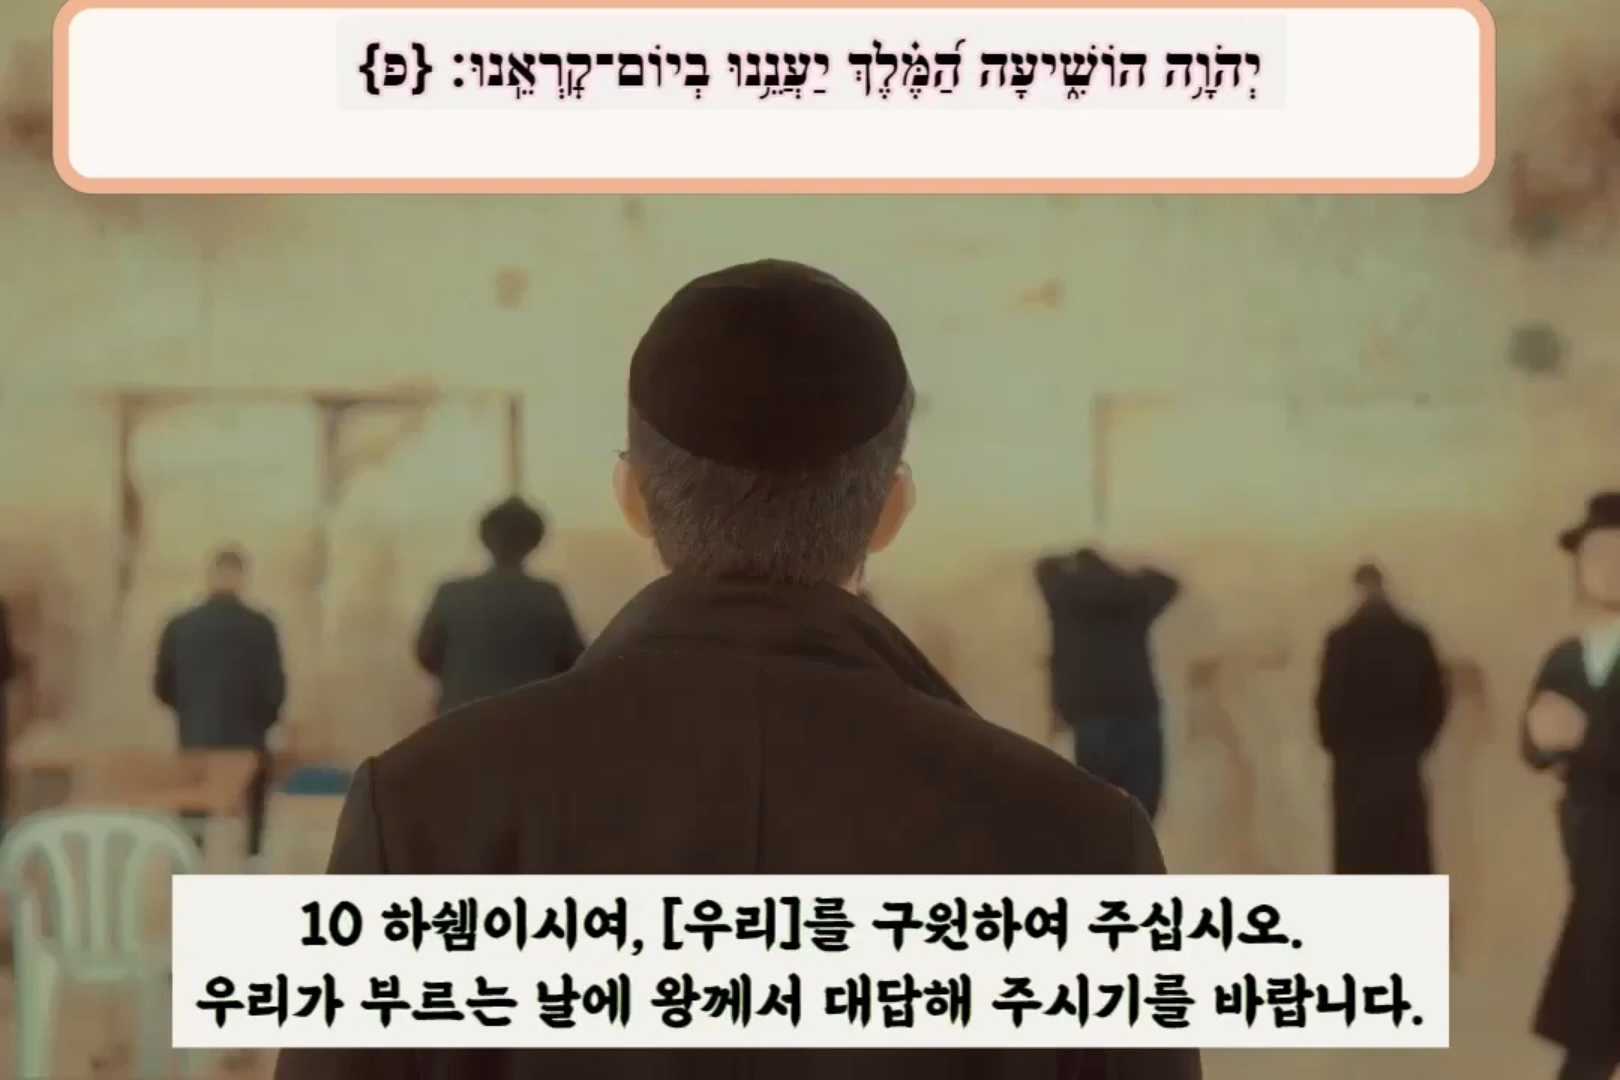 יְהֹוָ֥ה הוֹשִׁ֑יעָה הַ֝מֶּ֗לֶךְ יַעֲנֵ֥נוּ בְיוֹם־קׇרְאֵֽנוּ׃ {פ}
10 하쉠이시여, [우리]를 구원하여 주십시오.
우리가 부르는 날에 왕께서 대답해 주시기를 바랍니다.